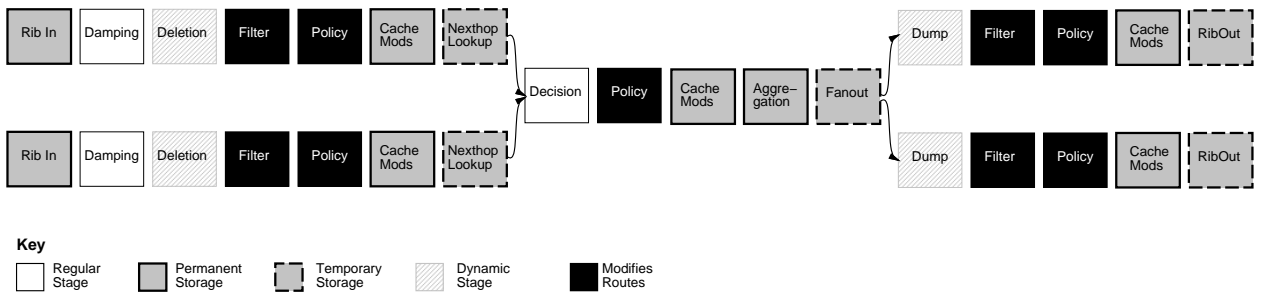 Rib In
Damping
Deletion
Filter
Policy
Cache
Mods
Nexthop
Lookup
Dump
Filter
Policy
Cache
Mods
RibOut
Decision
Policy
Cache
Mods
Aggre–
gation
Fanout
Rib In
Damping
Deletion
Filter
Policy
Cache
Mods
Nexthop
Lookup
Dump
Filter
Policy
Cache
Mods
RibOut
Key
Regular
Stage
Permanent
Storage
Temporary
Storage
Dynamic
Stage
Modifies
Routes